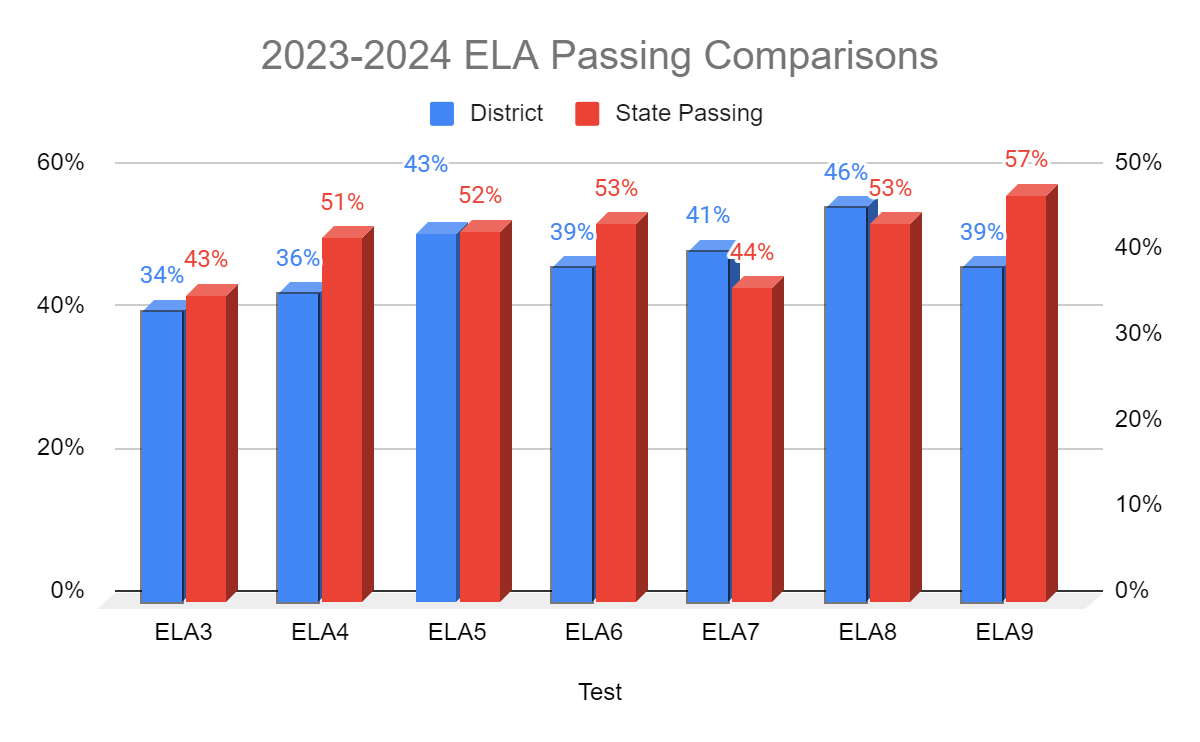 2023-2024 ELA Passing Comparisons
District State Passing
60% 50%
40%
40%
30%
20%
20%
10%
0% 0%
34% 43% 36% 51% 43% 52% 39% 53% 41% 44% 46% 53% 39% 57%
ELA3 ELA4 ELA5 ELA6 ELA7 ELA8 ELA9
Test